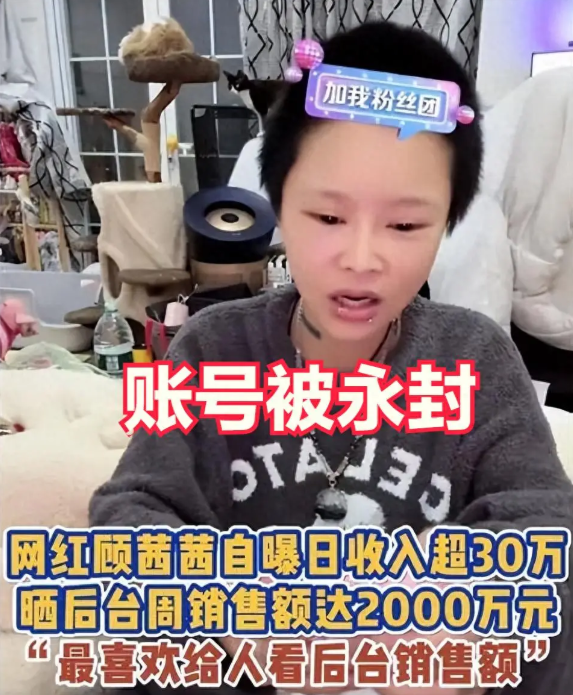 加我粉丝团
账号被永封
GELATO
网红顾茜茜自曝日收入超30万
晒后台周销售额达2000万元
“最喜欢给人看后台销售额”